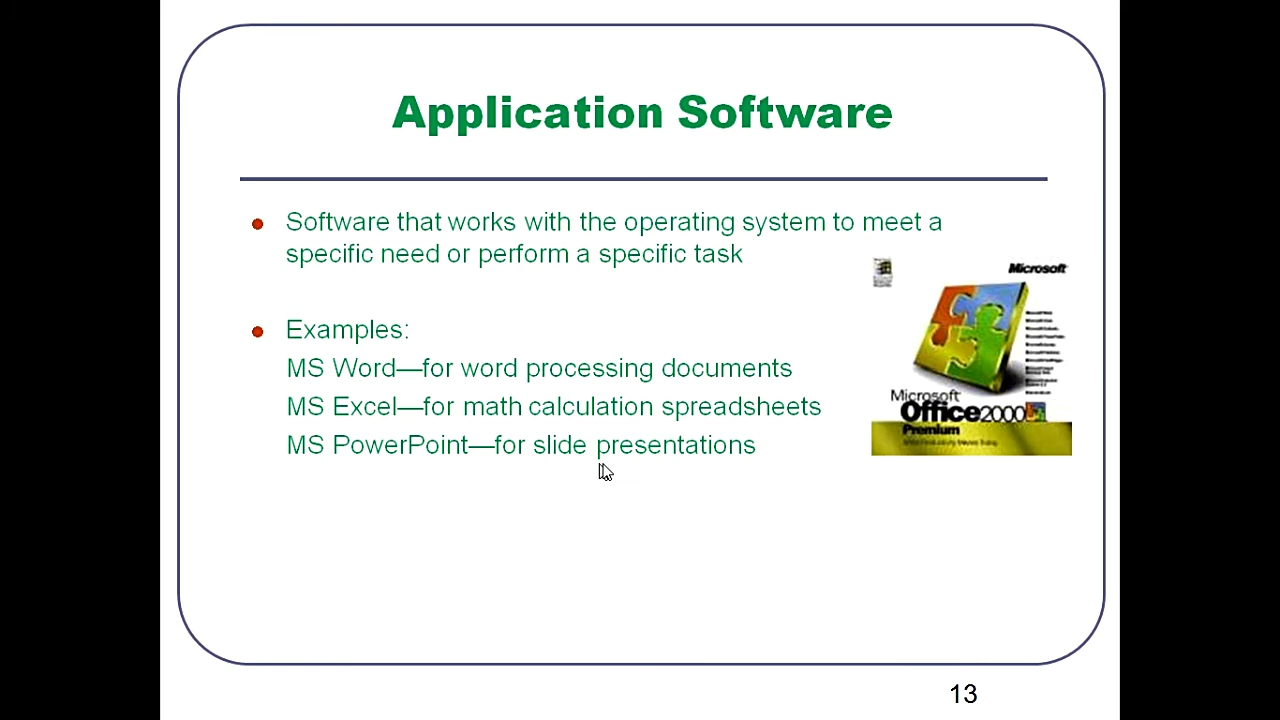 Application Software
Software that works with the operating system to meet a
specific need or perform a specific task
Examples:
MS Word—for word processing documents
MS Excel—for math calculation spreadsheets
MS PowerPoint—for slide presentations
Microsoft
Microsoft
Office 2000
Premium
13